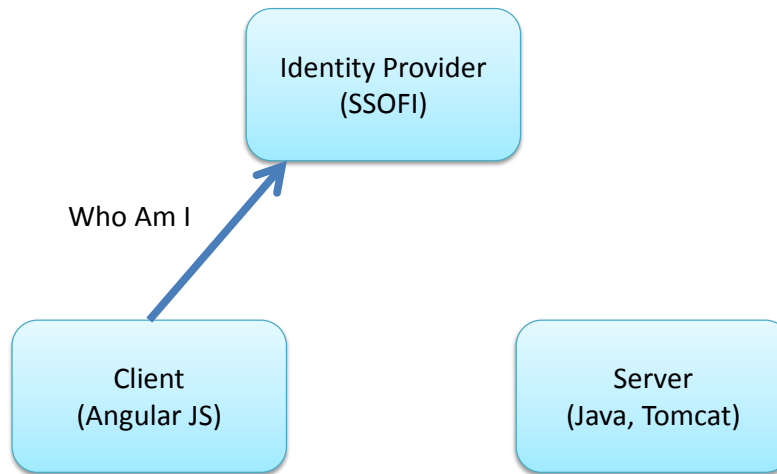 Identity Provider
(SSOFI)
Who Am I
Client
(Angular JS)
Server
(Java, Tomcat)